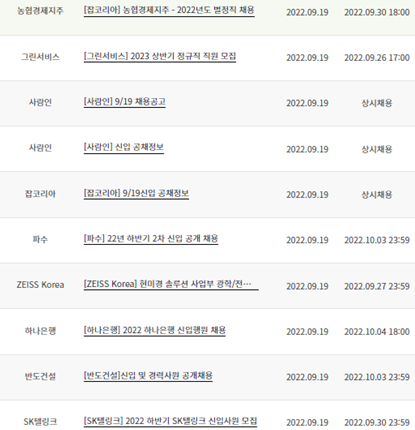 농협경제지주 [잡코리아] 농협경제지주 - 2022년도 별정직 채용 2022.09.19 2022.09.30 18:00
그린서비스 [그린서비스] 2023 상반기 정규직 직원 모집 2022.09.19 2022.09.26 17:00
사람인 [사람인] 9/19 채용공고 2022.09.19 상시채용
사람인 [사람인] 신입 공채정보 2022.09.19 상시채용
잡코리아 [잡코리아] 9/19신입 공채정보 2022.09.19 상시채용
파수 [파수] 22년 하반기 2차 신입 공개 채용 2022.09.19 2022.10.03 23:59
ZEISS Korea [ZEISS Korea] 현미경 솔루션 사업부 광학/전… 2022.09.19 2022.09.27 23:59
하나은행 [하나은행] 2022 하나은행 신입행원 채용 2022.09.19 2022.10.04 18:00
반도건설 [반도건설]신입 및 경력사원 공개채용 2022.09.19 2022.10.03 23:59
SK텔링크 [SK텔링크] 2022 하반기 SK텔링크 신입사원 모집 2022.09.19 2022.09.30 23:59